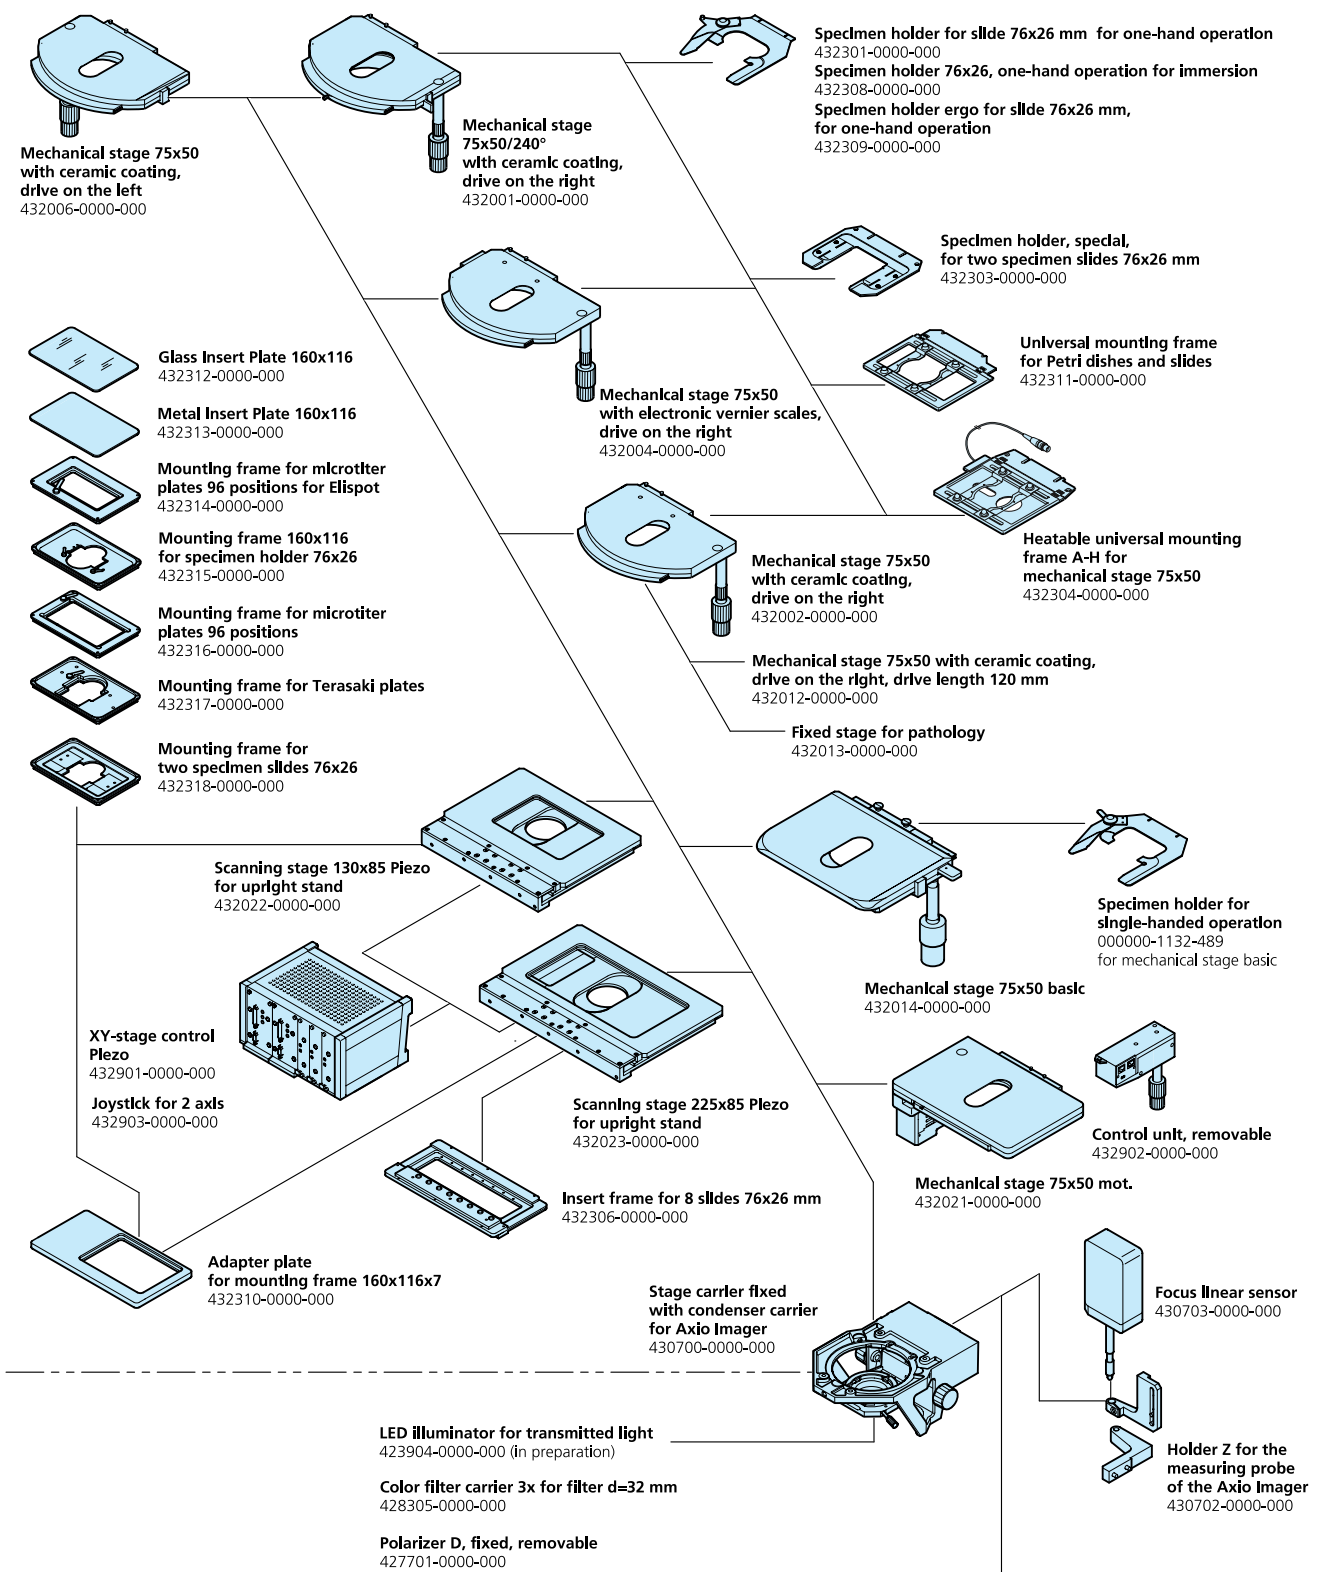 Specimen holder for slide 76x26 mm for one-hand operation
432301-0000-000
Specimen holder 76x26, one-hand operation for immersion
432308-0000-000
Specimen holder ergo for slide 76x26 mm,
for one-hand operation
432309-0000-000
Mechanical stage 75x50
with ceramic coating,
drive on the left
432006-0000-000
Mechanical stage
75x50/240°
with ceramic coating,
drive on the right
432001-0000-000
Specimen holder, special,
for two specimen slides 76x26 mm
432303-0000-000
Universal mounting frame
for Petri dishes and slides
432311-0000-000
Glass Insert Plate 160x116
432312-0000-000
Metal Insert Plate 160x116
432313-0000-000
Mounting frame for microtiter
plates 96 positions for Elispot
432314-0000-000
Mounting frame 160x116
for specimen holder 76x26
432315-0000-000
Mounting frame for microtiter
plates 96 positions
432316-0000-000
Mounting frame for Terasaki plates
432317-0000-000
Mounting frame for
two specimen slides 76x26
432318-0000-000
Mechanical stage 75x50
with electronic vernier scales,
drive on the right
432004-0000-000
Heatable universal mounting
frame A-H for
mechanical stage 75x50
432304-0000-000
Mechanical stage 75x50
with ceramic coating,
drive on the right
432002-0000-000
Mechanical stage 75x50 with ceramic coating,
drive on the right, drive length 120 mm
432012-0000-000
Fixed stage for pathology
432013-0000-000
Scanning stage 130x85 Piezo
for upright stand
432022-0000-000
Specimen holder for
single-handed operation
000000-1132-489
for mechanical stage basic
Mechanical stage 75x50 basic
432014-0000-000
XY-stage control
Piezo
432901-0000-000
Joystick for 2 axis
432903-0000-000
Scanning stage 225x85 Piezo
for upright stand
432023-0000-000
Control unit, removable
432902-0000-000
Mechanical stage 75x50 mot.
432021-0000-000
Insert frame for 8 slides 76x26 mm
432306-0000-000
Adapter plate
for mounting frame 160x116x7
432310-0000-000
Stage carrier fixed
with condenser carrier
for Axio Imager
430700-0000-000
Focus linear sensor
430703-0000-000
LED illuminator for transmitted light
423904-0000-000 (in preparation)
Color filter carrier 3x for filter d=32 mm
428305-0000-000
Polarizer D, fixed, removable
427701-0000-000
Holder Z for the
measuring probe
of the Axio Imager
430702-0000-000